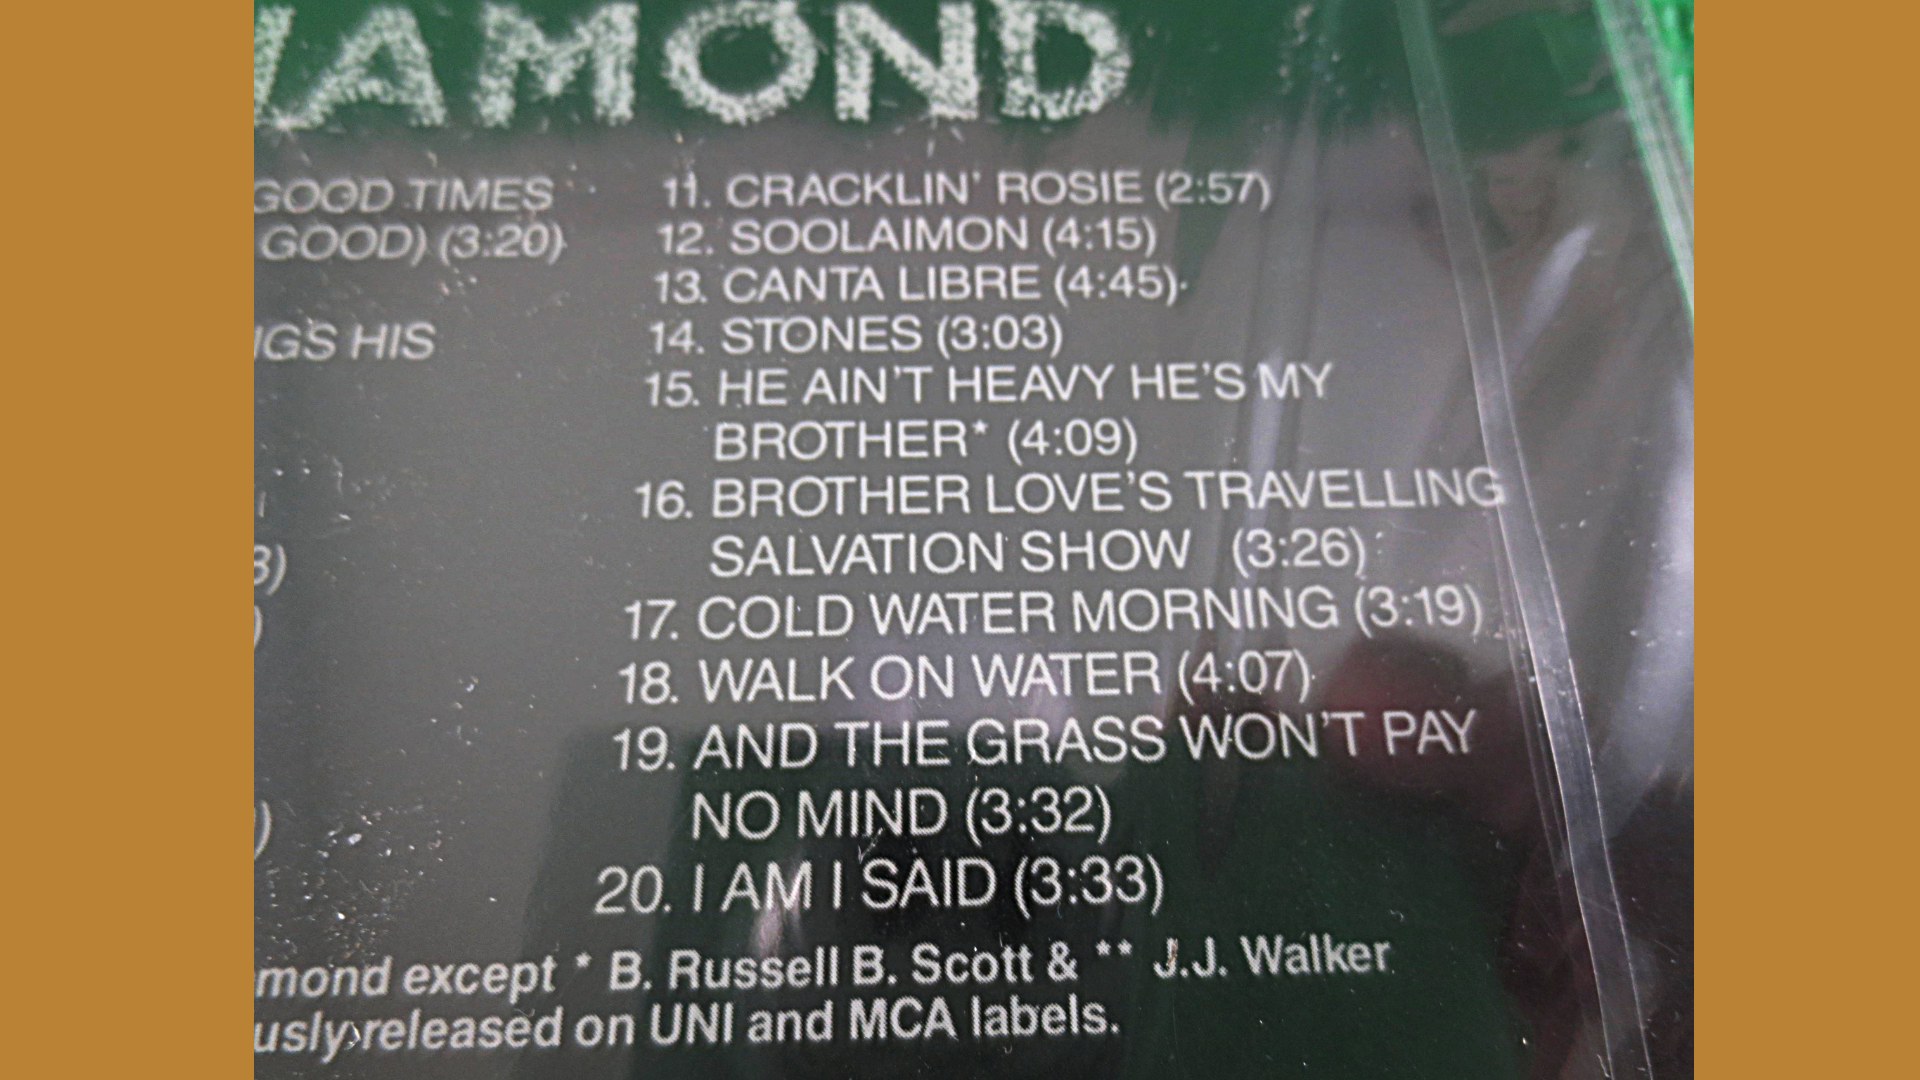 AMOND
GOOD TIMES
GOOD) (3:20)
IGS HIS
3)
)
)
11. CRACKLIN' ROSIE (2:57)
12. SOOLAIMON (4:15)
13. CANTA LIBRE (4:45)
14. STONES (3:03)
15. HE AIN'T HEAVY HE'S MY
BROTHER* (4:09)
16. BROTHER LOVE'S TRAVELLING
SALVATION SHOW (3:26)
17. COLD WATER MORNING (3:19)
18. WALK ON WATER (4:07)
19. AND THE GRASS WON'T PAY
NO MIND (3:32)
20. I AM I SAID (3:33)
mond except * B. Russell B. Scott & ** J.J. Walker
usly released on UNI and MCA labels.